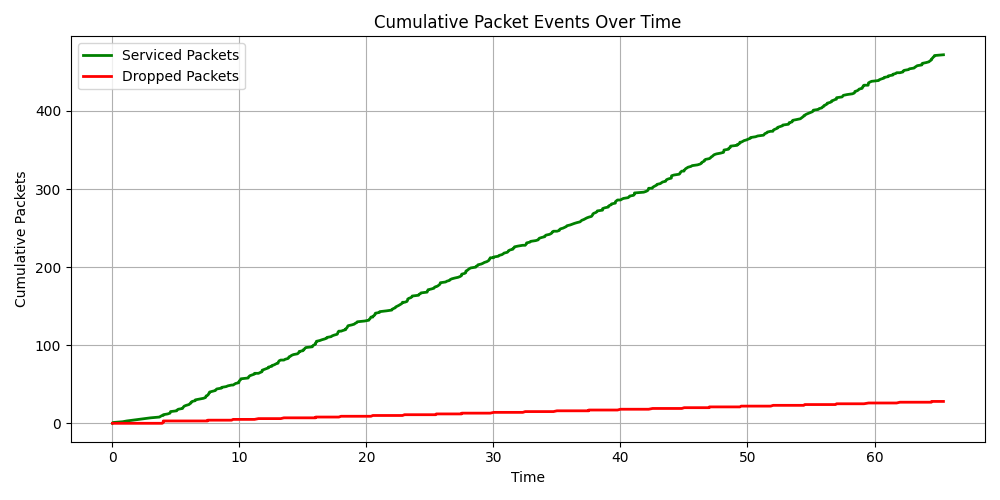 Cumulative Packet Events Over Time
Serviced Packets
Dropped Packets
Cumulative Packets
400
300
200
100
0
0 10 20 30 40 50 60
Time